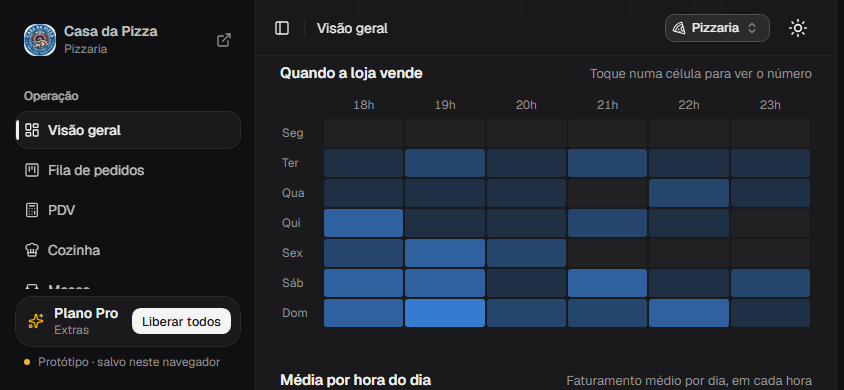 Casa da Pizza
Pizzaria
Operação
Visão geral
Fila de pedidos
PDV
Cozinha
Plano Pro
Extras
Liberar todos
Protótipo · salvo neste navegador
Visão geral
Pizzaria
Quando a loja vende
Toque numa célula para ver o número
18h 19h 20h 21h 22h 23h
Seg
Ter
Qua
Qui
Sex
Sáb
Dom
Média por hora do dia
Faturamento médio por dia, em cada hora